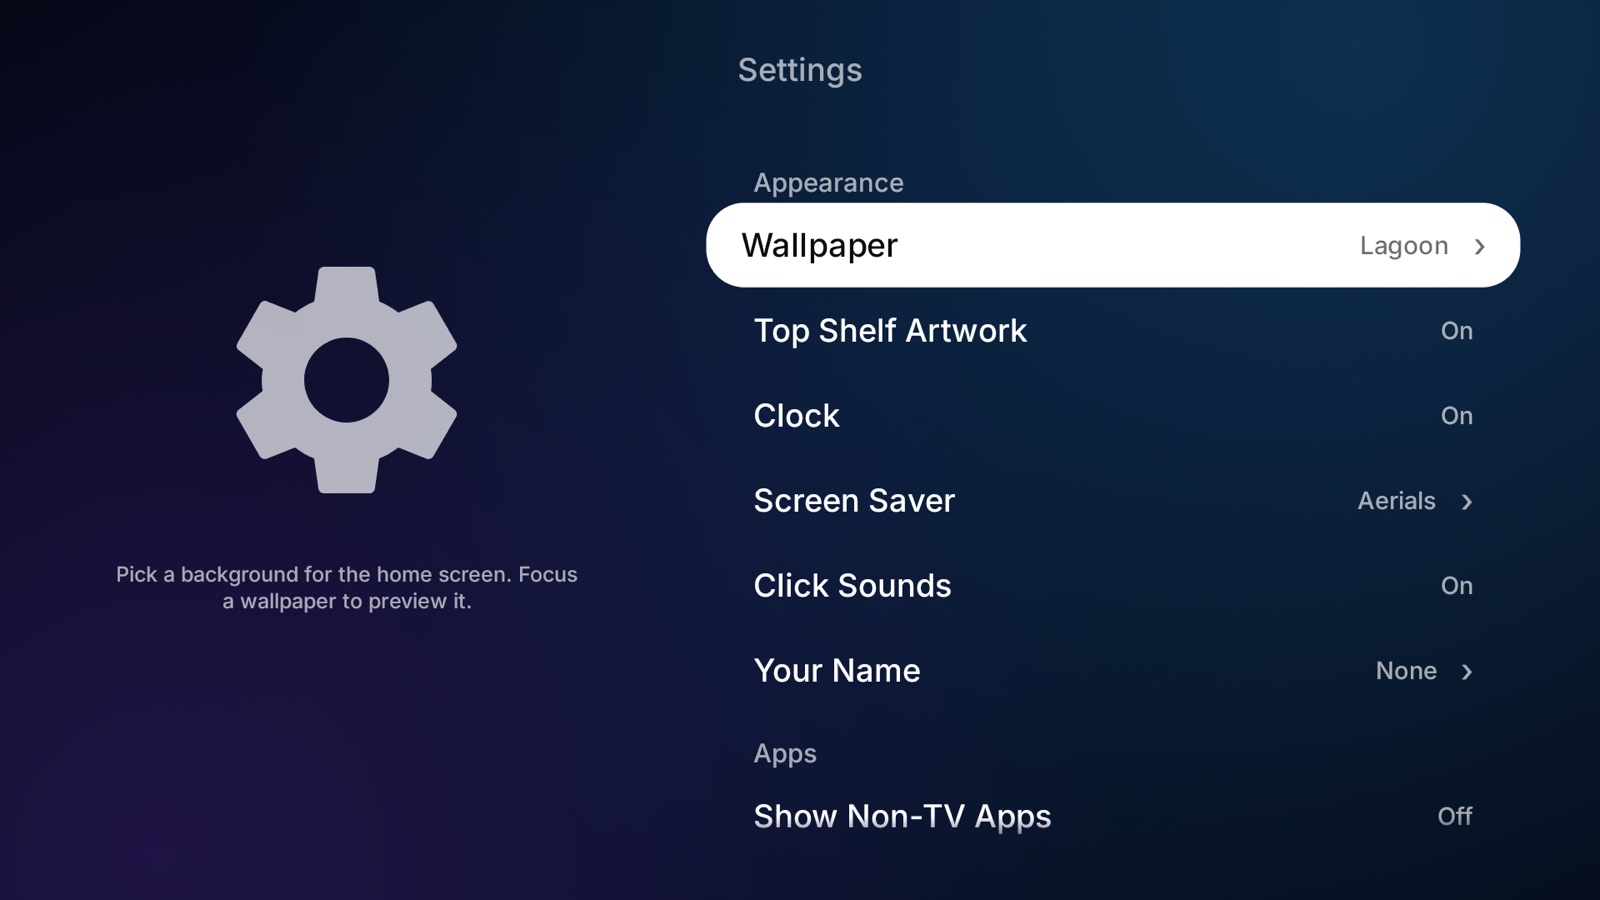 Settings
Appearance
Wallpaper Lagoon
Top Shelf Artwork On
Clock On
Screen Saver Aerials
Click Sounds On
Your Name None
Apps
Show Non-TV Apps Off
Pick a background for the home screen. Focus
a wallpaper to preview it.